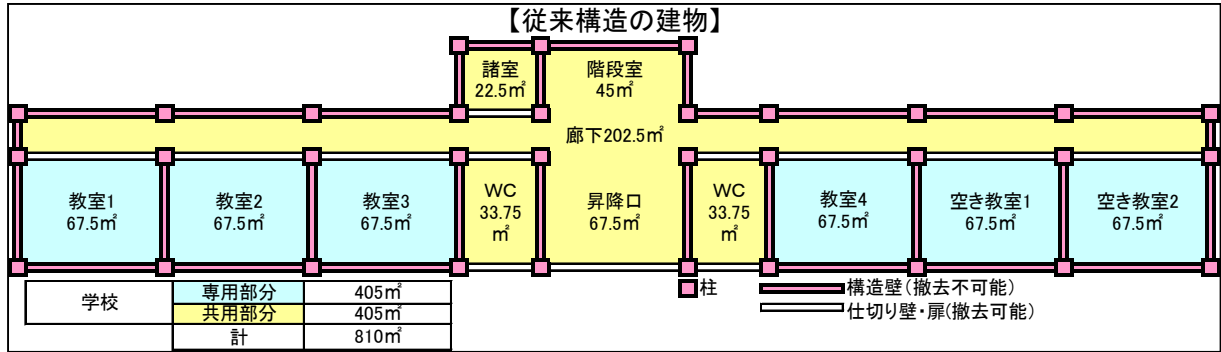 【従来構造の建物】
諸室
22.5㎡
階段室
45㎡
廊下202.5㎡
教室1
67.5㎡
教室2
67.5㎡
教室3
67.5㎡
WC
33.75
㎡
昇降口
67.5㎡
WC
33.75
㎡
教室4
67.5㎡
空き教室1
67.5㎡
空き教室2
67.5㎡
学校
専用部分
405㎡
共用部分
405㎡
計
810㎡
柱
構造壁（撤去不可能）
仕切り壁・扉(撤去可能）